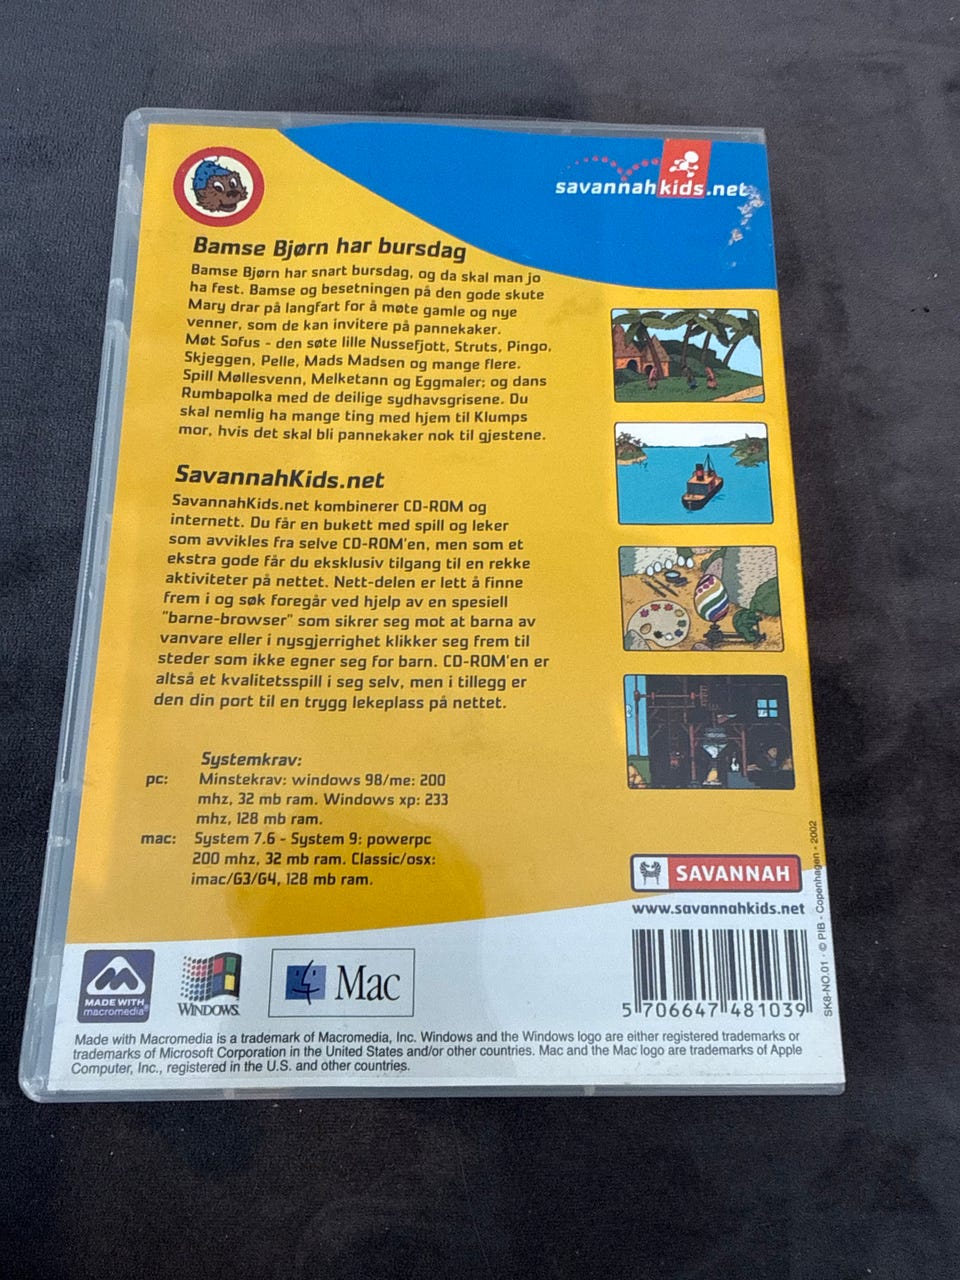 savannahkids.net
Bamse Bjørn har bursdag
Bamse Bjørn har snart bursdag, og da skal man jo
ha fest. Bamse og besetningen på den gode skute
Mary drar på langfart for å møte gamle og nye
venner, som de kan invitere på pannekaker.
Møt Sofus - den søte lille Nussefjott, Struts, Pingo,
Skjeggen, Pelle, Mads Madsen og mange flere.
Spill Møllesvenn, Melketann og Eggmaler; og dans
Rumbapolka med de deilige sydhavsgrisene. Du
skal nemlig ha mange ting med hjem til Klumps
mor, hvis det skal bli pannekaker nok til gjestene.
SavannahKids.net
SavannahKids.net kombinerer CD-ROM og
internett. Du får en bukett med spill og leker
som avvikles fra selve CD-ROM'en, men som et
ekstra gode får du eksklusiv tilgang til en rekke
aktiviteter på nettet. Nett-delen er lett å finne
frem i og søk foregår ved hjelp av en spesiell
"barne-browser" som sikrer seg mot at barna av
vanvare eller i nysgjerrighet klikker seg frem til
steder som ikke egner seg for barn. CD-ROM'en er
altså et kvalitetsspill i seg selv, men i tillegg er
den din port til en trygg lekeplass på nettet.
Systemkrav:
pc: Minstekrav: windows 98/me: 200
mhz, 32 mb ram. Windows xp: 233
mhz, 128 mb ram.
mac: System 7.6 - System 9: powerpc
200 mhz, 32 mb ram. Classic/osx:
imac/G3/G4, 128 mb ram.
SAVANNAH
www.savannahkids.net
5 706647 481039
SK8-NO.01 - © PIB - Copenhagen - 2002
MADE WITH
macromedia®
WINDOWS
Mac
Made with Macromedia is a trademark of Macromedia, Inc. Windows and the Windows logo are either registered trademarks or
trademarks of Microsoft Corporation in the United States and/or other countries. Mac and the Mac logo are trademarks of Apple
Computer, Inc., registered in the U.S. and other countries.